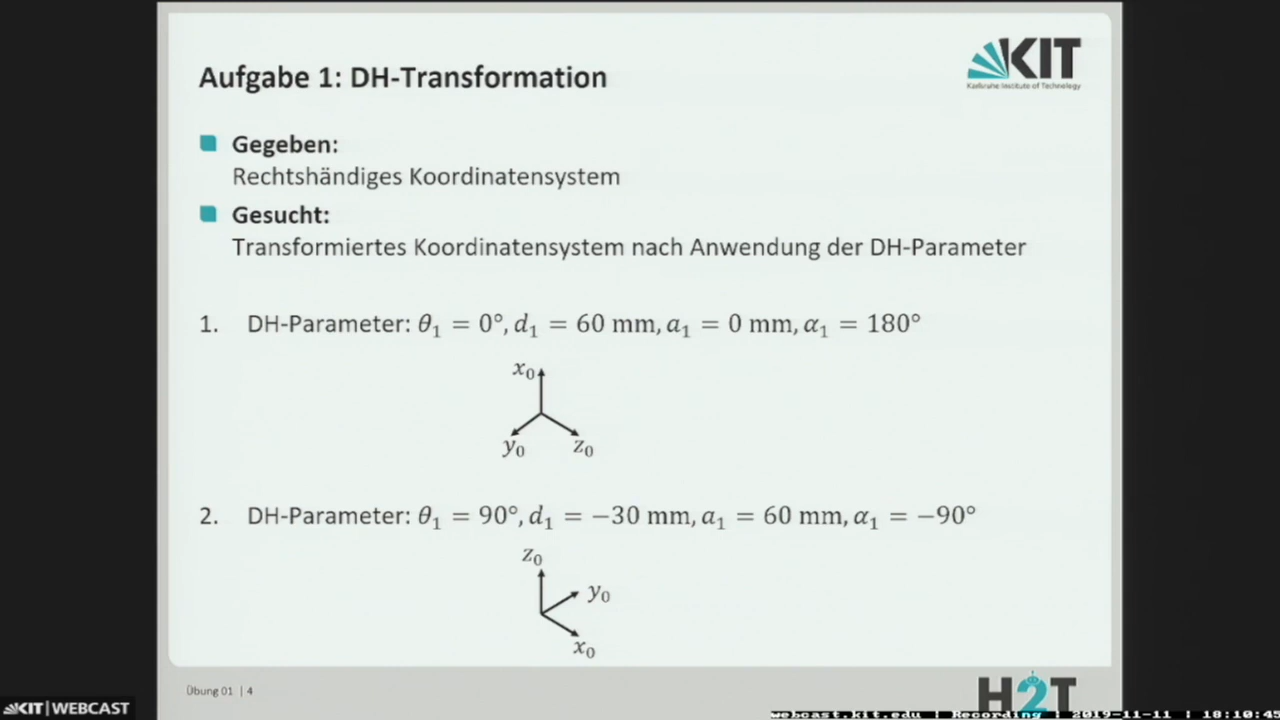 Aufgabe 1: DH-Transformation
KIT
Karlsruhe Institute of Technology
Gegeben:
Rechtshändiges Koordinatensystem
Gesucht:
Transformiertes Koordinatensystem nach Anwendung der DH-Parameter
1. DH-Parameter: θ₁ = 0°, d₁ = 60 mm, a₁ = 0 mm, α₁ = 180°
x₀
y₀ z₀
2. DH-Parameter: θ₁ = 90°, d₁ = −30 mm, a₁ = 60 mm, α₁ = −90°
z₀
y₀
x₀
Übung 01 | 4
H2T
KIT | WEBCAST
webcast.kit.edu | Recording | 2019-11-11 | 18:10:45